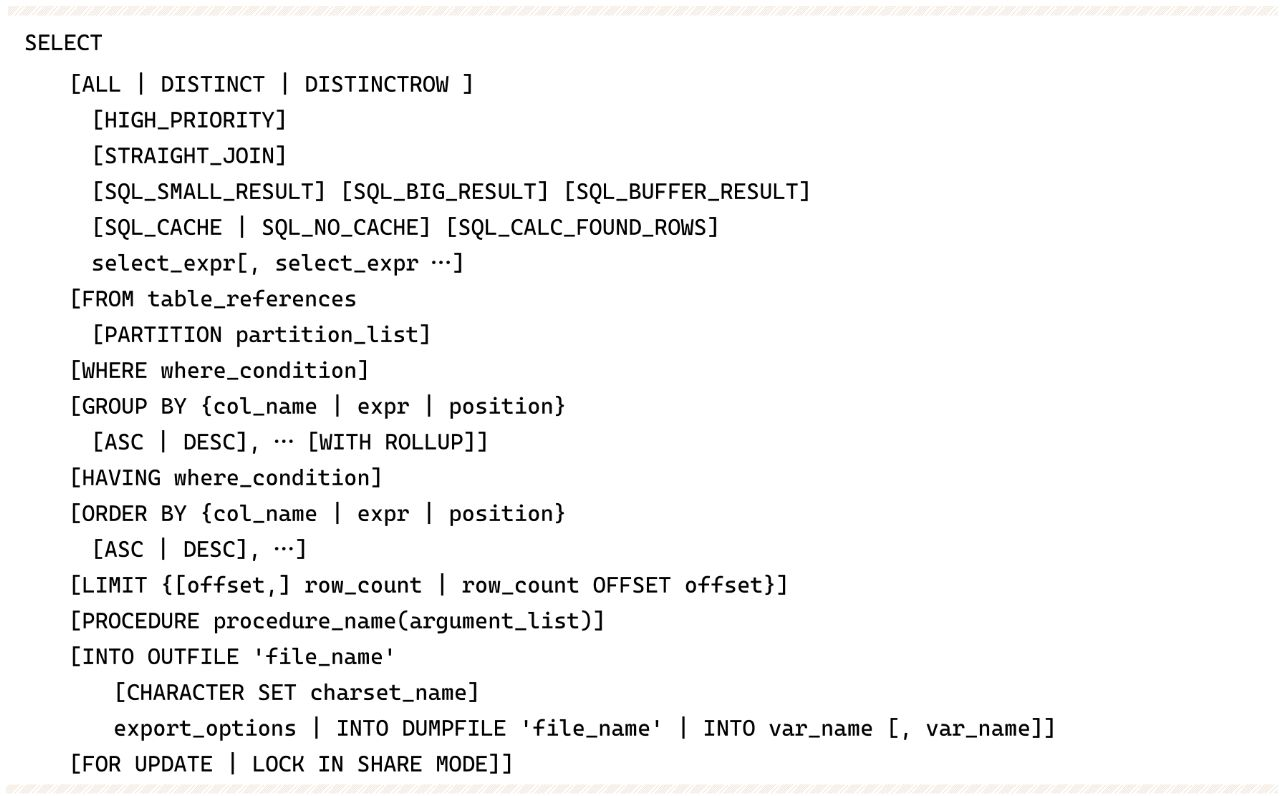 SELECT
[ALL | DISTINCT | DISTINCTROW ]
[HIGH_PRIORITY]
[STRAIGHT_JOIN]
[SQL_SMALL_RESULT] [SQL_BIG_RESULT] [SQL_BUFFER_RESULT]
[SQL_CACHE | SQL_NO_CACHE] [SQL_CALC_FOUND_ROWS]
select_expr[, select_expr ⋯]
[FROM table_references
[PARTITION partition_list]
[WHERE where_condition]
[GROUP BY {col_name | expr | position}
[ASC | DESC], ⋯ [WITH ROLLUP]]
[HAVING where_condition]
[ORDER BY {col_name | expr | position}
[ASC | DESC], ⋯]
[LIMIT {[offset,] row_count | row_count OFFSET offset}]
[PROCEDURE procedure_name(argument_list)]
[INTO OUTFILE 'file_name'
[CHARACTER SET charset_name]
export_options | INTO DUMPFILE 'file_name' | INTO var_name [, var_name]]
[FOR UPDATE | LOCK IN SHARE MODE]]